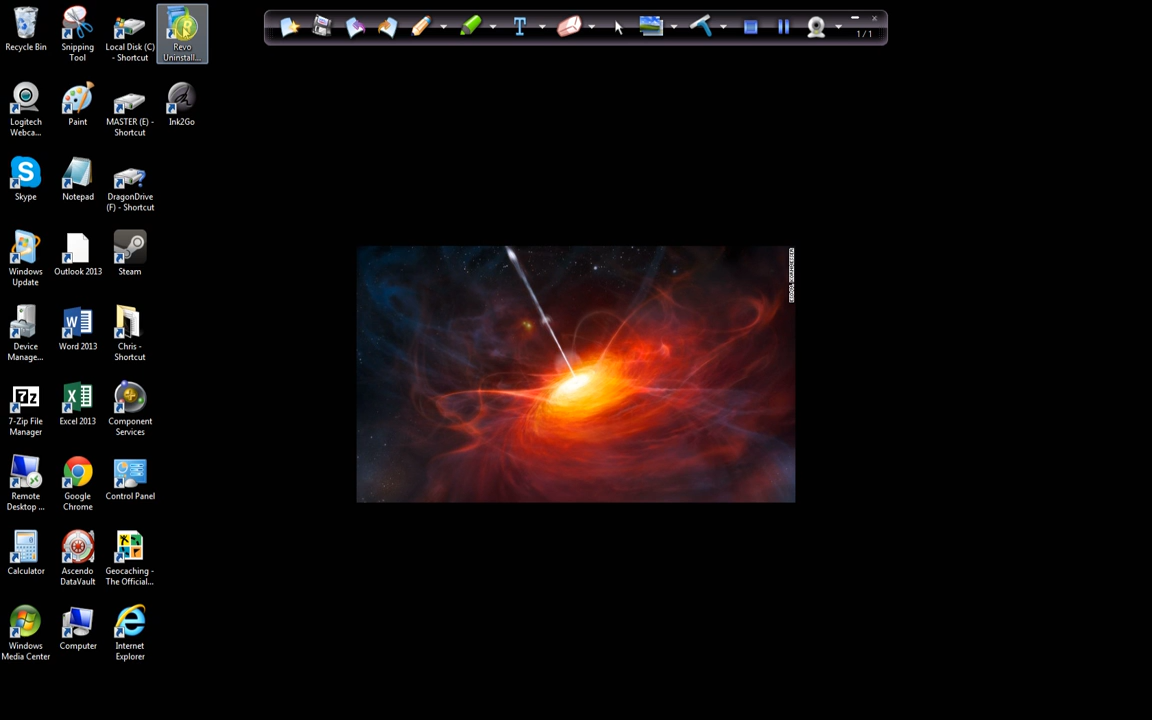 Recycle Bin
Snipping
Tool
Local Disk (C)
- Shortcut
Revo
Uninstall...
1 / 1
Logitech
Webca...
Paint
MASTER (E) -
Shortcut
Ink2Go
Skype
Notepad
DragonDrive
(F) - Shortcut
Windows
Update
Outlook 2013
Steam
Device
Manage...
Word 2013
Chris -
Shortcut
7-Zip File
Manager
Excel 2013
Component
Services
Remote
Desktop ...
Google
Chrome
Control Panel
Calculator
Ascendo
DataVault
Geocaching -
The Official...
Windows
Media Center
Computer
Internet
Explorer
ESO/M. KORNMESSER